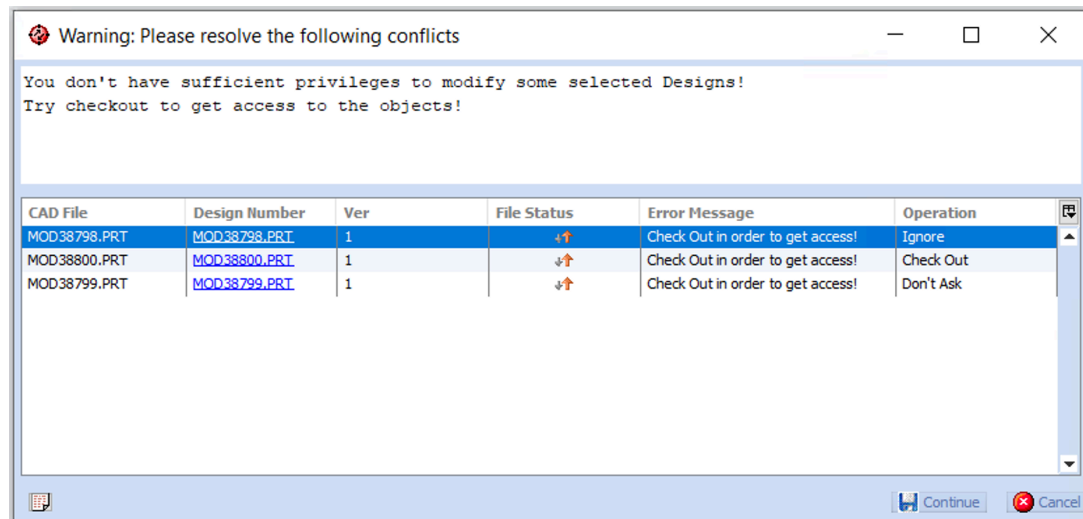 Warning: Please resolve the following conflicts
You don't have sufficient privileges to modify some selected Designs!
Try checkout to get access to the objects!
CAD File Design Number Ver File Status Error Message Operation
MOD38798.PRT MOD38798.PRT 1 Check Out in order to get access! Ignore
MOD38800.PRT MOD38800.PRT 1 Check Out in order to get access! Check Out
MOD38799.PRT MOD38799.PRT 1 Check Out in order to get access! Don't Ask
Continue Cancel